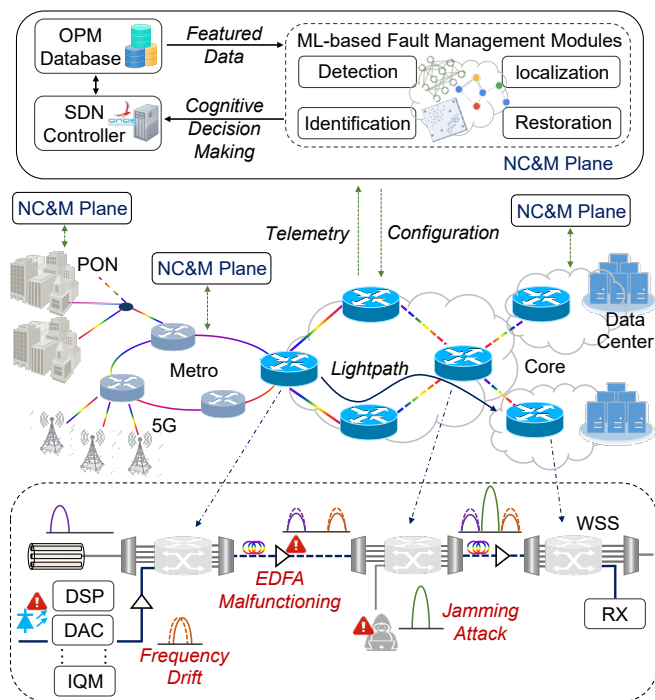 OPM
Database
Featured
Data
ML-based Fault Management Modules
Detection
localization
SDN
Controller
onos
Cognitive
Decision
Making
Identification
Restoration
NC&M Plane
NC&M Plane
NC&M Plane
NC&M Plane
Telemetry
Configuration
PON
Data
Center
Metro
Lightpath
Core
5G
WSS
EDFA
Malfunctioning
Jamming
Attack
DSP
DAC
IQM
Frequency
Drift
RX